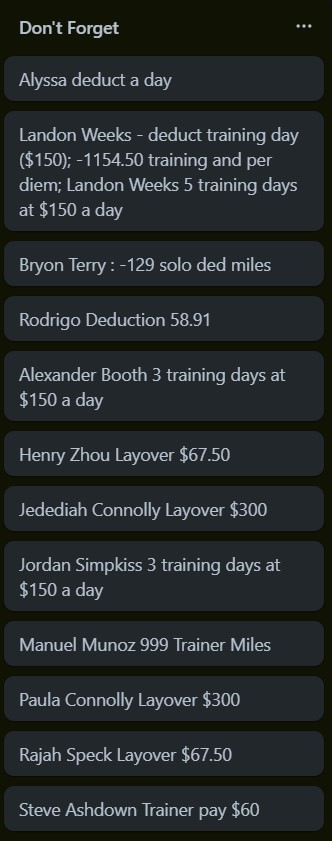 Don't Forget
Alyssa deduct a day
Landon Weeks - deduct training day
($150); -1154.50 training and per
diem; Landon Weeks 5 training days
at $150 a day
Bryon Terry : -129 solo ded miles
Rodrigo Deduction 58.91
Alexander Booth 3 training days at
$150 a day
Henry Zhou Layover $67.50
Jedediah Connolly Layover $300
Jordan Simpkiss 3 training days at
$150 a day
Manuel Munoz 999 Trainer Miles
Paula Connolly Layover $300
Rajah Speck Layover $67.50
Steve Ashdown Trainer pay $60